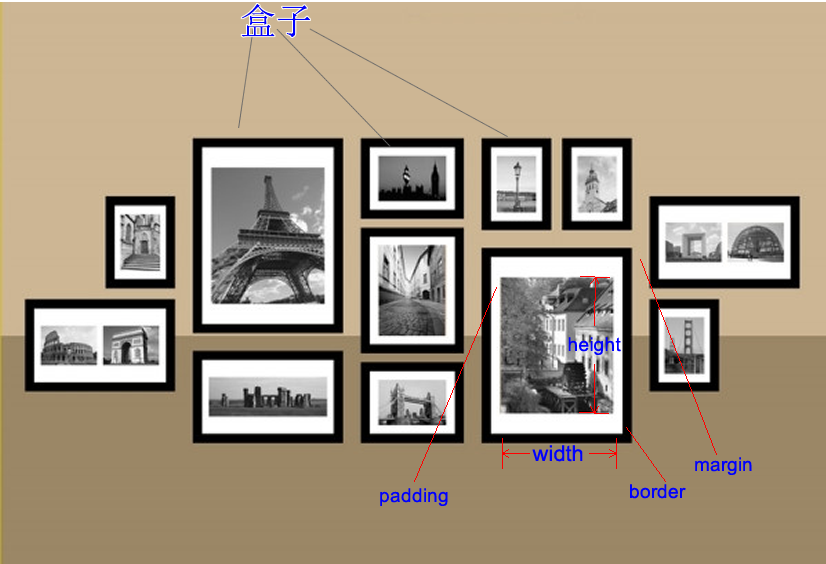 盒子
height
width
margin
padding
border